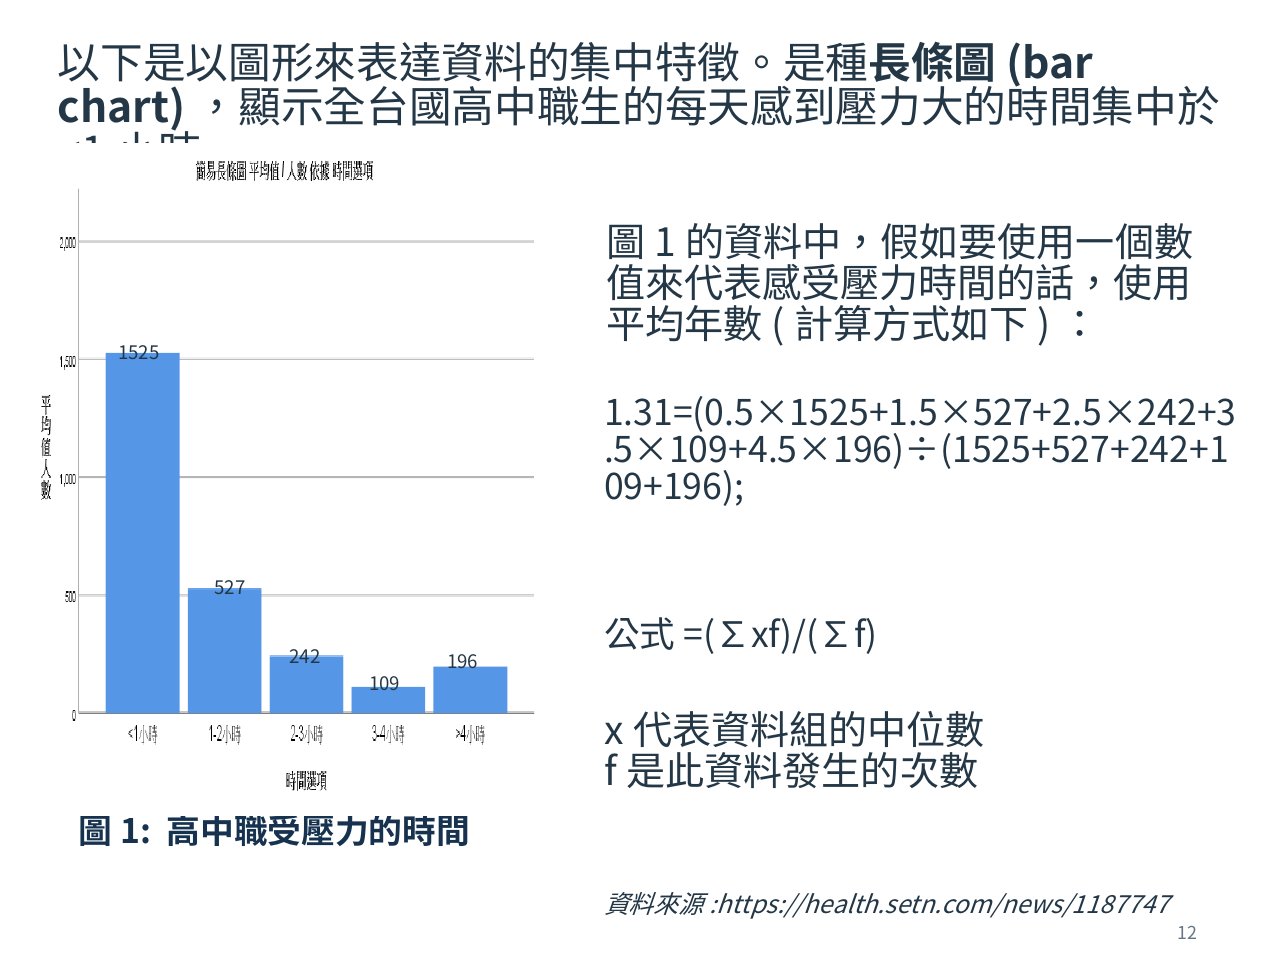 以下是以圖形來表達資料的集中特徵。是種長條圖 (bar
chart) ，顯示全台國高中職生的每天感到壓力大的時間集中於
<1 小時
簡易長條圖 平均值 / 人數 依據 時間選項
2,000
1,500
1,000
500
0
平均值人數
1525
527
242
109
196
<1小時
1-2小時
2-3小時
3-4小時
>4小時
時間選項
圖 1: 高中職受壓力的時間
圖 1 的資料中，假如要使用一個數
值來代表感受壓力時間的話，使用
平均年數 ( 計算方式如下 ) ：
1.31=(0.5×1525+1.5×527+2.5×242+3
.5×109+4.5×196)÷(1525+527+242+1
09+196);
公式 =(Σxf)/(Σf)
x 代表資料組的中位數
f 是此資料發生的次數
資料來源 :https://health.setn.com/news/1187747
12